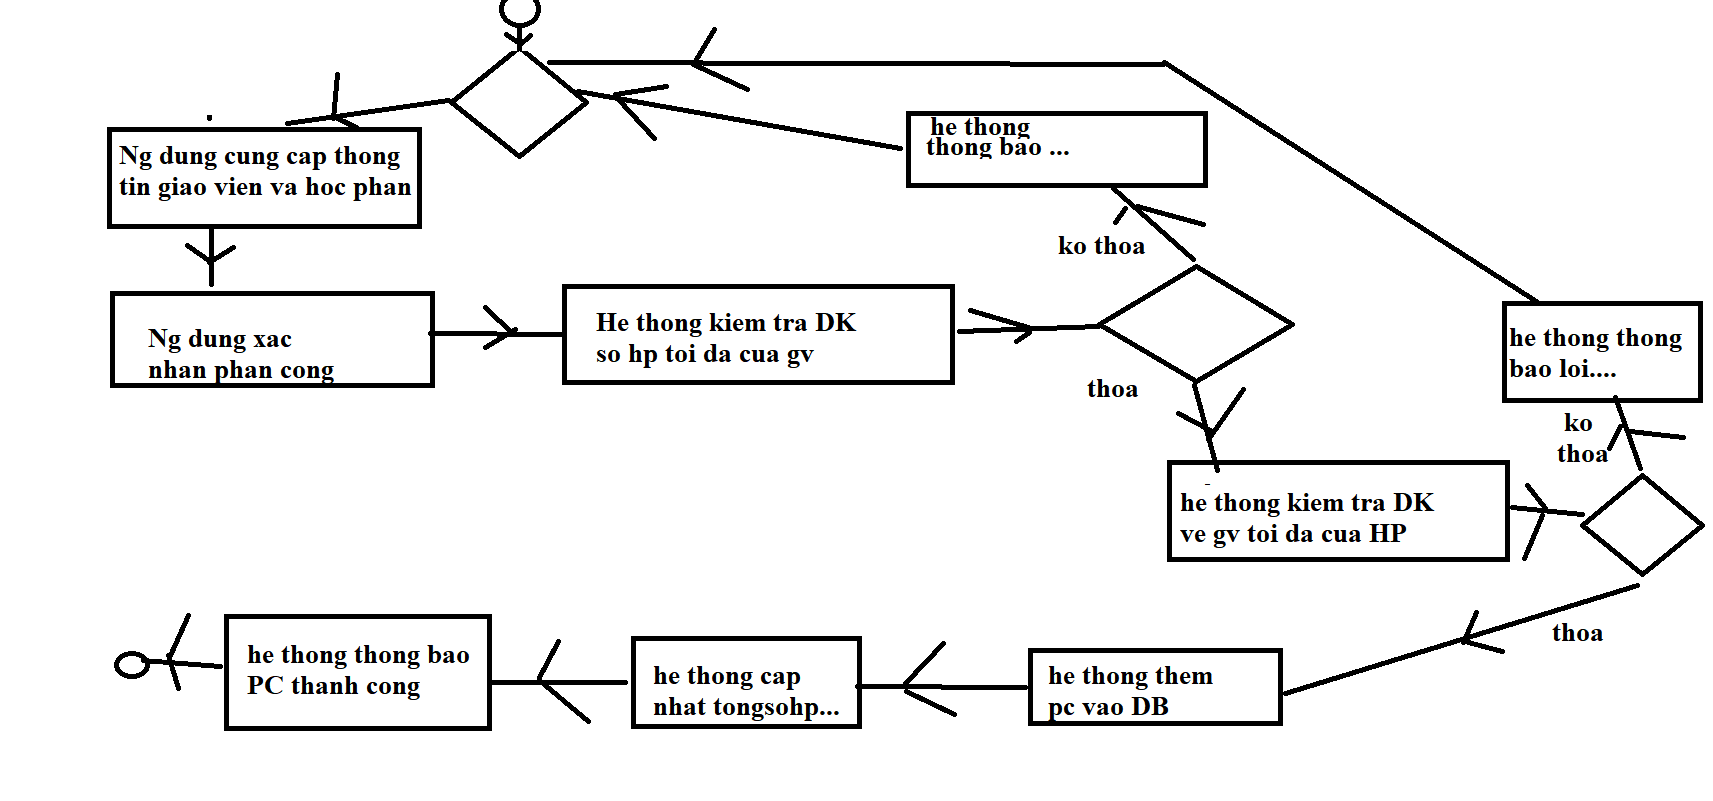 Ng dung cung cap thong
tin giao vien va hoc phan
he thong
thong bao ...
ko thoa
Ng dung xac
nhan phan cong
He thong kiem tra DK
so hp toi da cua gv
thoa
he thong thong
bao loi....
ko
thoa
he thong kiem tra DK
ve gv toi da cua HP
thoa
he thong them
pc vao DB
he thong cap
nhat tongsohp...
he thong thong bao
PC thanh cong